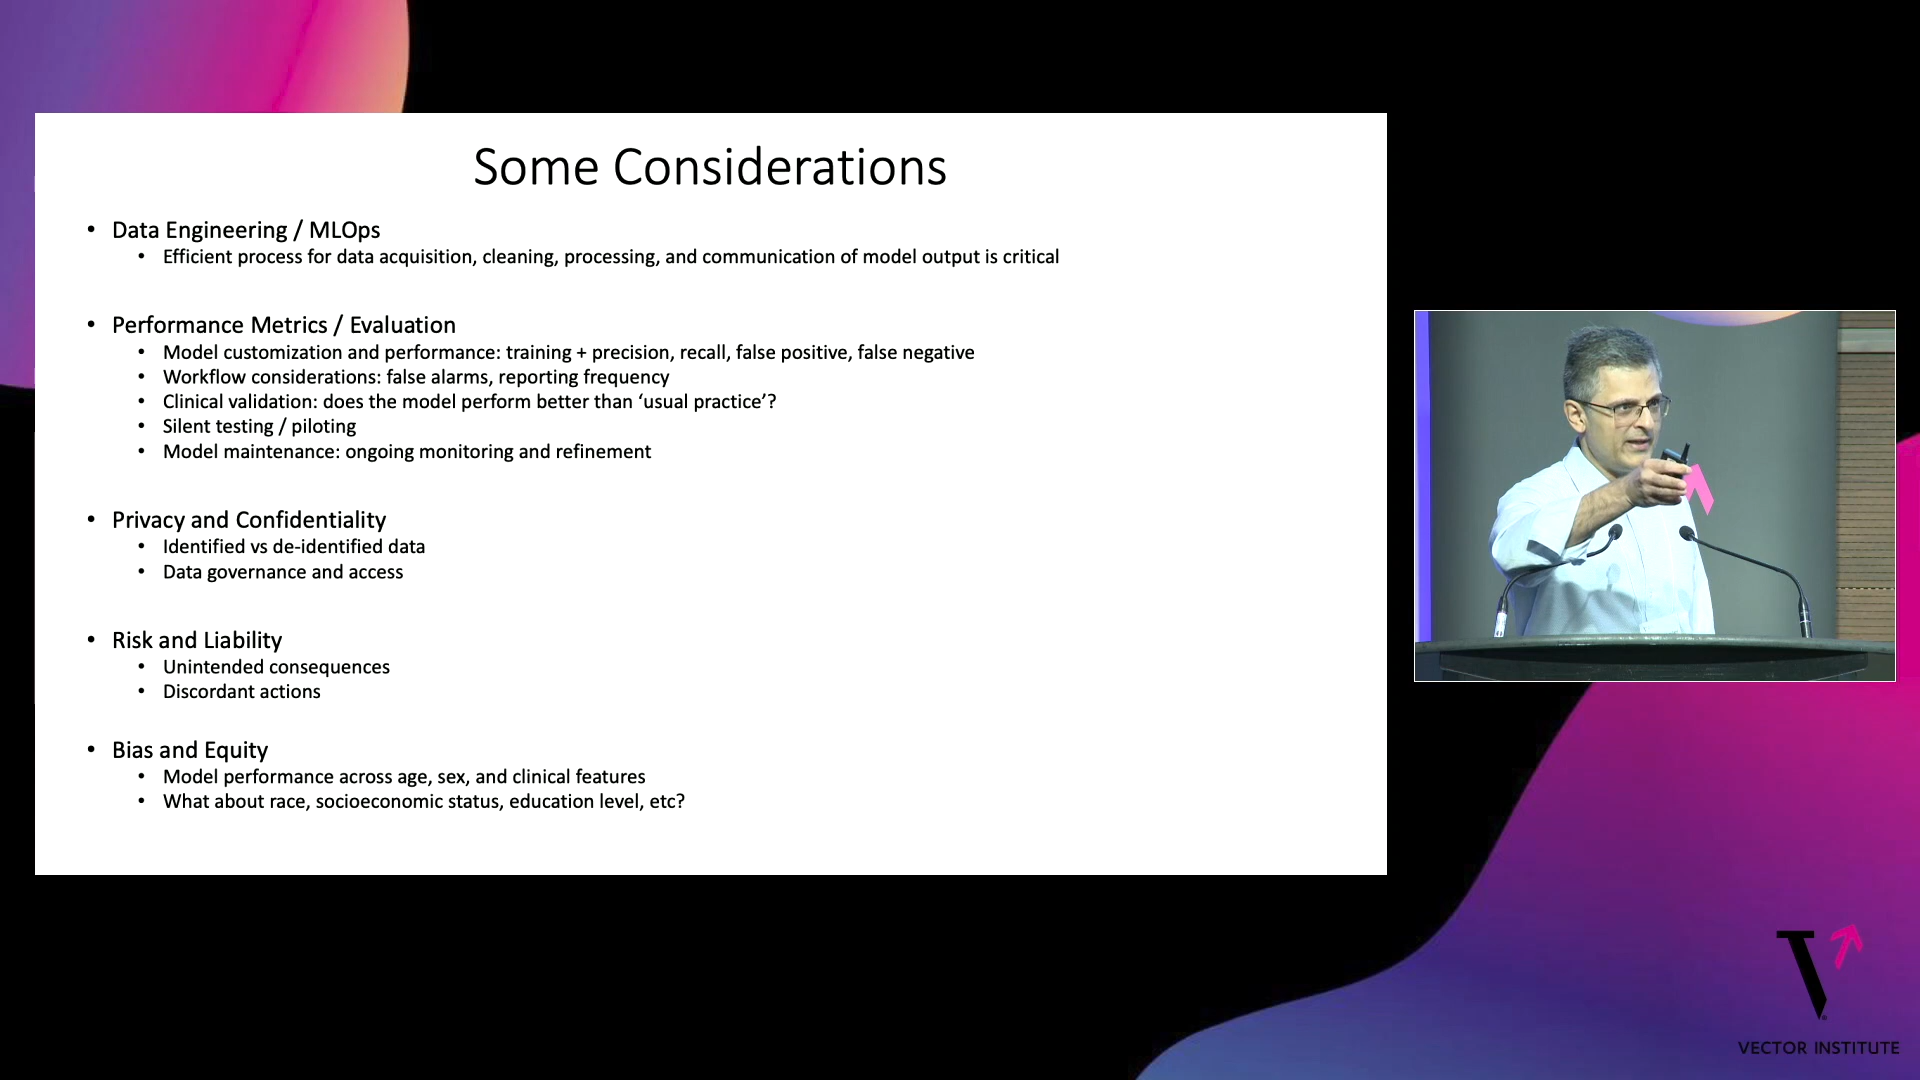 Some Considerations
• Data Engineering / MLOps
• Efficient process for data acquisition, cleaning, processing, and communication of model output is critical
• Performance Metrics / Evaluation
• Model customization and performance: training + precision, recall, false positive, false negative
• Workflow considerations: false alarms, reporting frequency
• Clinical validation: does the model perform better than ‘usual practice’?
• Silent testing / piloting
• Model maintenance: ongoing monitoring and refinement
• Privacy and Confidentiality
• Identified vs de-identified data
• Data governance and access
• Risk and Liability
• Unintended consequences
• Discordant actions
• Bias and Equity
• Model performance across age, sex, and clinical features
• What about race, socioeconomic status, education level, etc?
VECTOR INSTITUTE